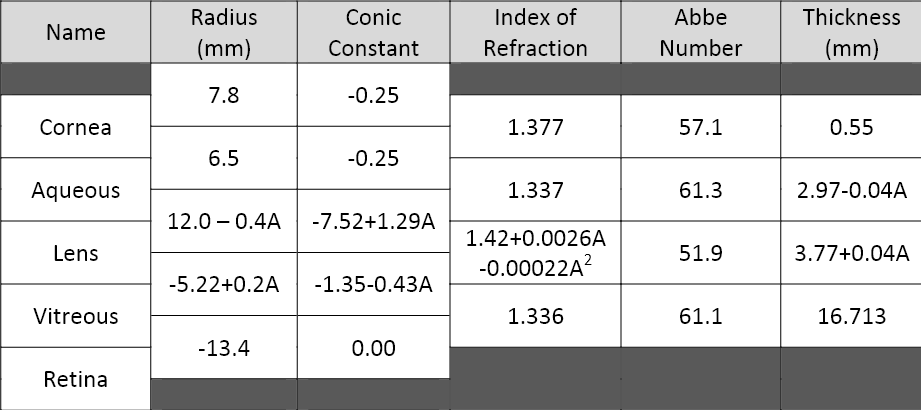 Name
Radius
(mm)
Conic
Constant
Index of
Refraction
Abbe
Number
Thickness
(mm)
7.8
-0.25
Cornea
1.377
57.1
0.55
6.5
-0.25
Aqueous
1.337
61.3
2.97-0.04A
12.0 – 0.4A
-7.52+1.29A
Lens
1.42+0.0026A
-0.00022A²
51.9
3.77+0.04A
-5.22+0.2A
-1.35-0.43A
Vitreous
1.336
61.1
16.713
-13.4
0.00
Retina